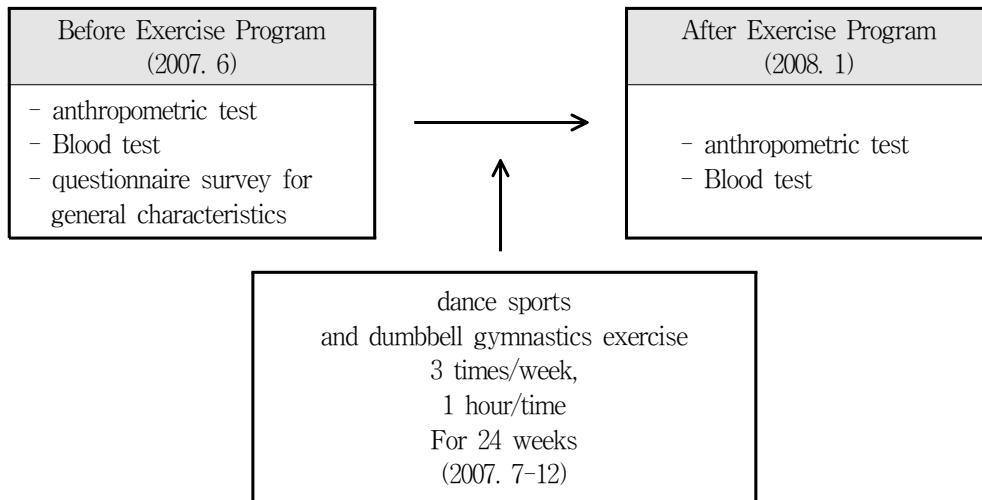 Before Exercise Program
(2007. 6)
- anthropometric test
- Blood test
- questionnaire survey for
general characteristics
After Exercise Program
(2008. 1)
- anthropometric test
- Blood test
dance sports
and dumbbell gymnastics exercise
3 times/week,
1 hour/time
For 24 weeks
(2007. 7-12)